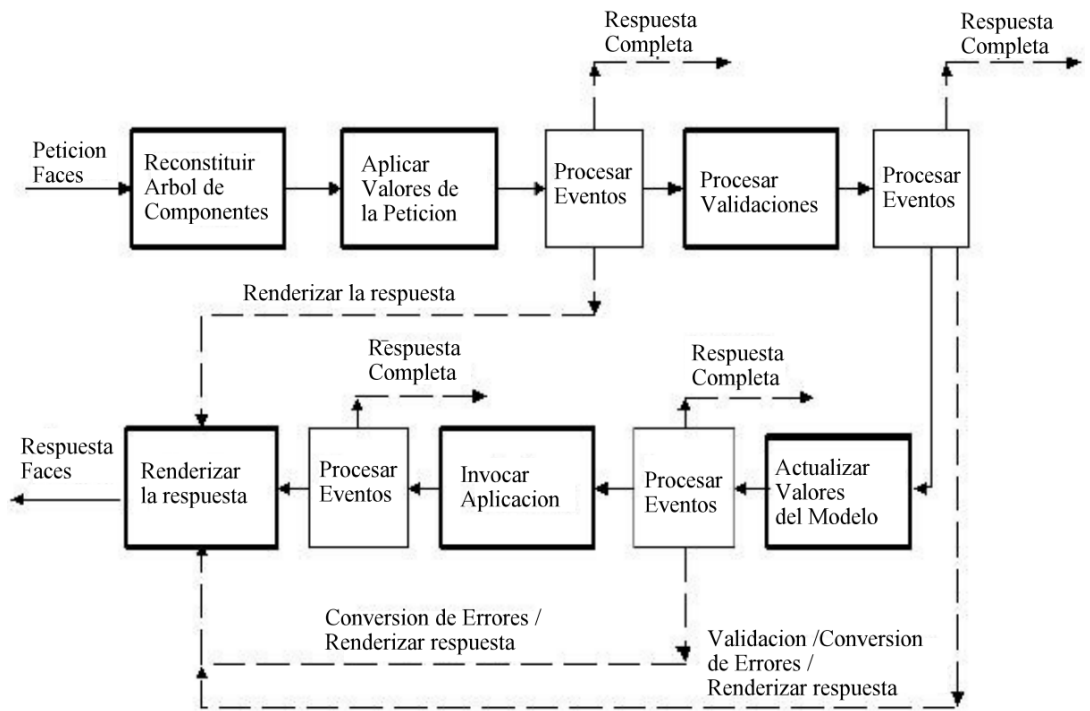 Respuesta
Completa
Respuesta
Completa
Peticion
Faces
Reconstituir
Arbol de
Componentes
Aplicar
Valores de
la Peticion
Procesar
Eventos
Procesar
Validaciones
Procesar
Eventos
Renderizar la respuesta
Respuesta
Completa
Respuesta
Completa
Respuesta
Faces
Renderizar
la respuesta
Procesar
Eventos
Invocar
Aplicacion
Procesar
Eventos
Actualizar
Valores
del Modelo
Conversion de Errores /
Renderizar respuesta
Validacion /Conversion
de Errores /
Renderizar respuesta